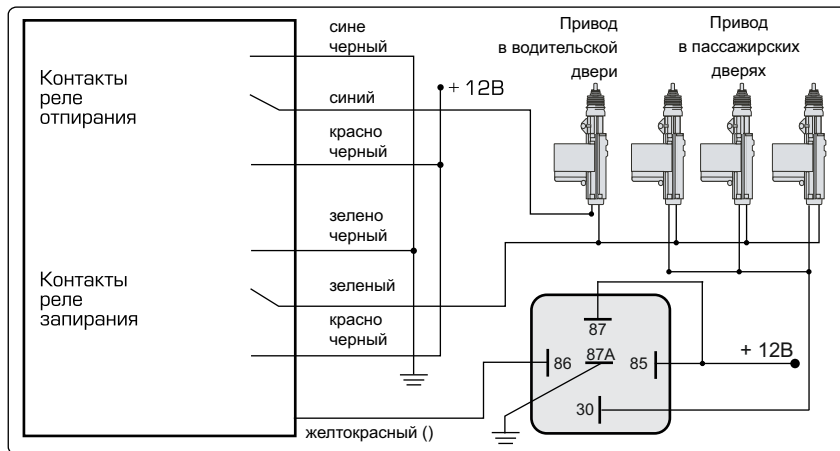 сине
черный
Контакты
реле
отпирания
синий
+ 12В
красно
черный
Привод
в водительской
двери
Привод
в пассажирских
дверях
зелено
черный
Контакты
реле
запирания
зеленый
красно
черный
87
86
87A
85
+ 12В
30
желтокрасный ()